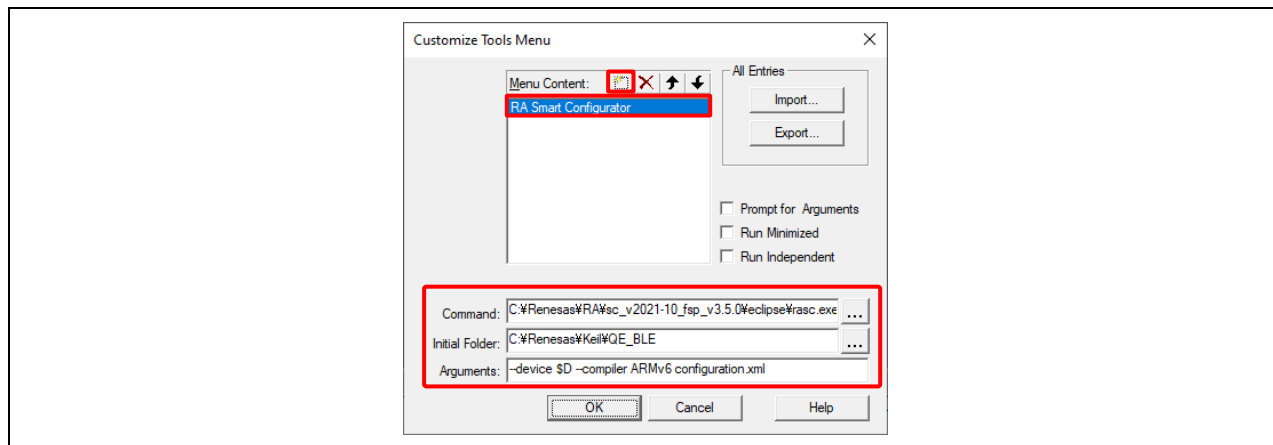 Customize Tools Menu
Menu Content:
All Entries
RA Smart Configurator
Import...
Export...
Prompt for Arguments
Run Minimized
Run Independent
Command: C:¥Renesas¥RA¥sc_v2021-10_fsp_v3.5.0¥eclipse¥rasc.exe ...
Initial Folder: C:¥Renesas¥Keil¥QE_BLE ...
Arguments: --device $D --compiler ARMv6 configuration.xml
OK Cancel Help